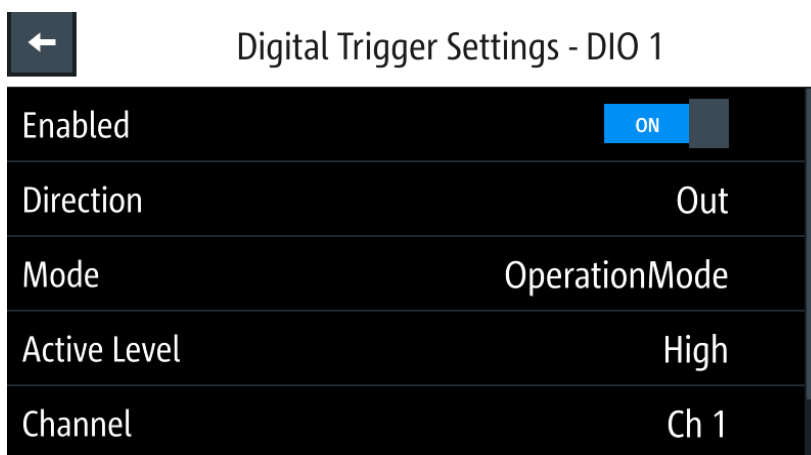 Digital Trigger Settings - DIO 1
Enabled ON
Direction Out
Mode OperationMode
Active Level High
Channel Ch 1